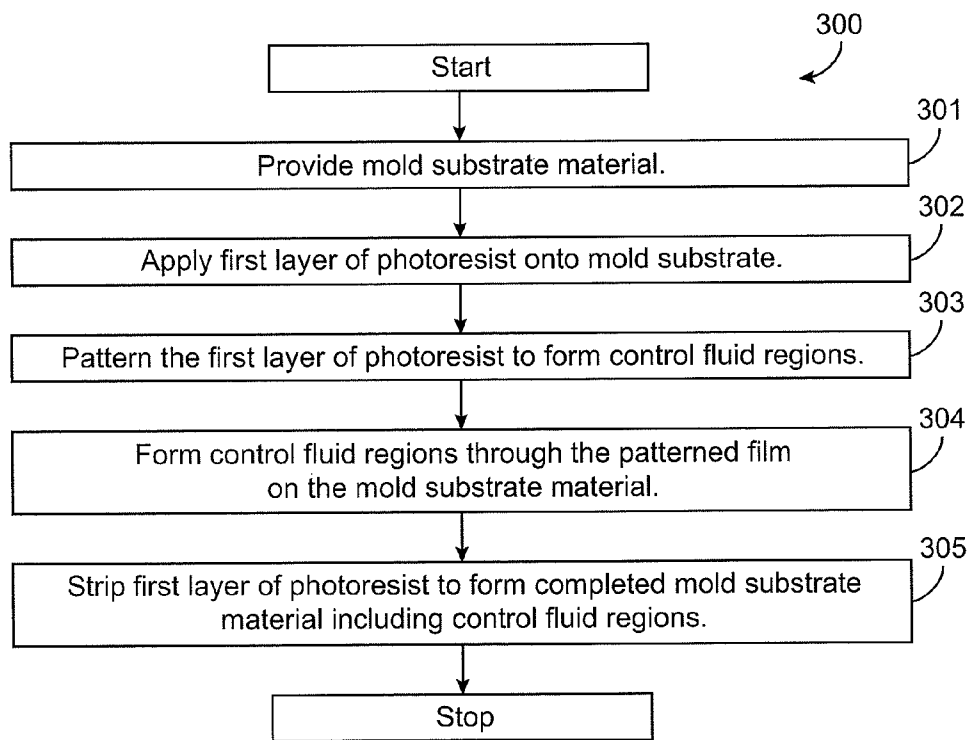 300
Start
301
Provide mold substrate material.
302
Apply first layer of photoresist onto mold substrate.
303
Pattern the first layer of photoresist to form control fluid regions.
304
Form control fluid regions through the patterned film
on the mold substrate material.
305
Strip first layer of photoresist to form completed mold substrate
material including control fluid regions.
Stop